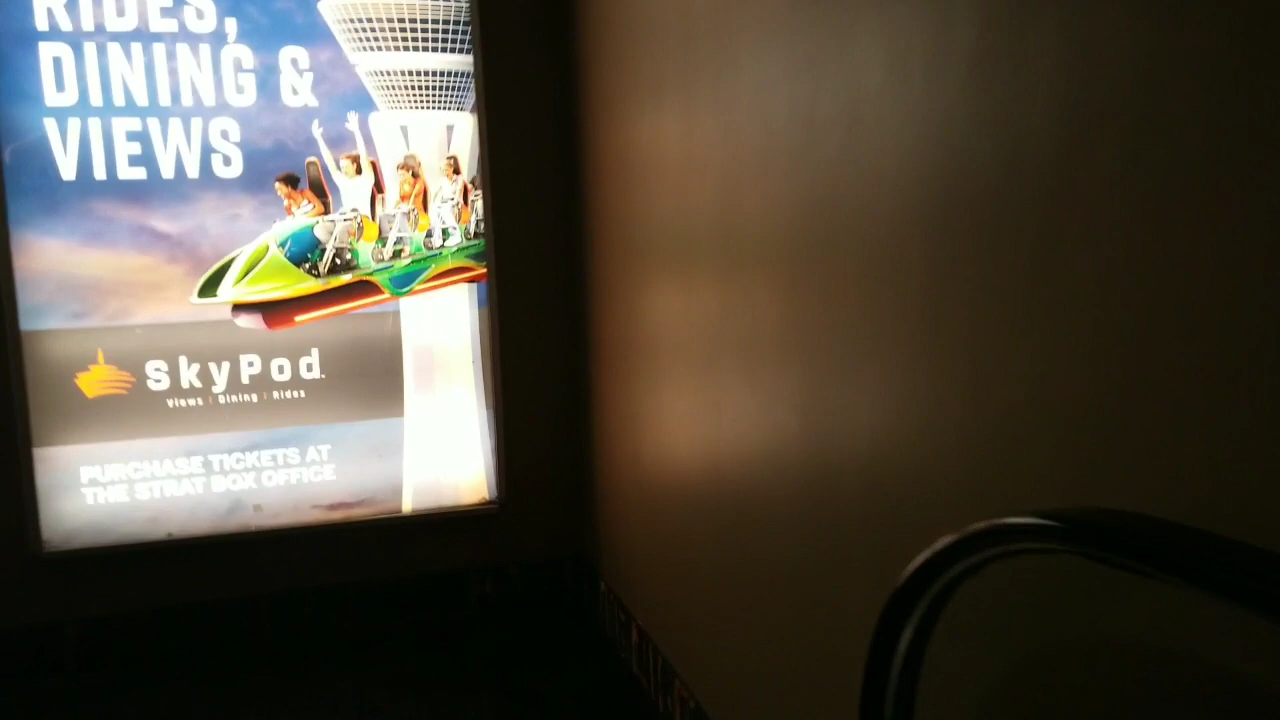 RIDES,
DINING &
VIEWS
SkyPod
Views | Dining | Rides
PURCHASE TICKETS AT
THE STRAT BOX OFFICE